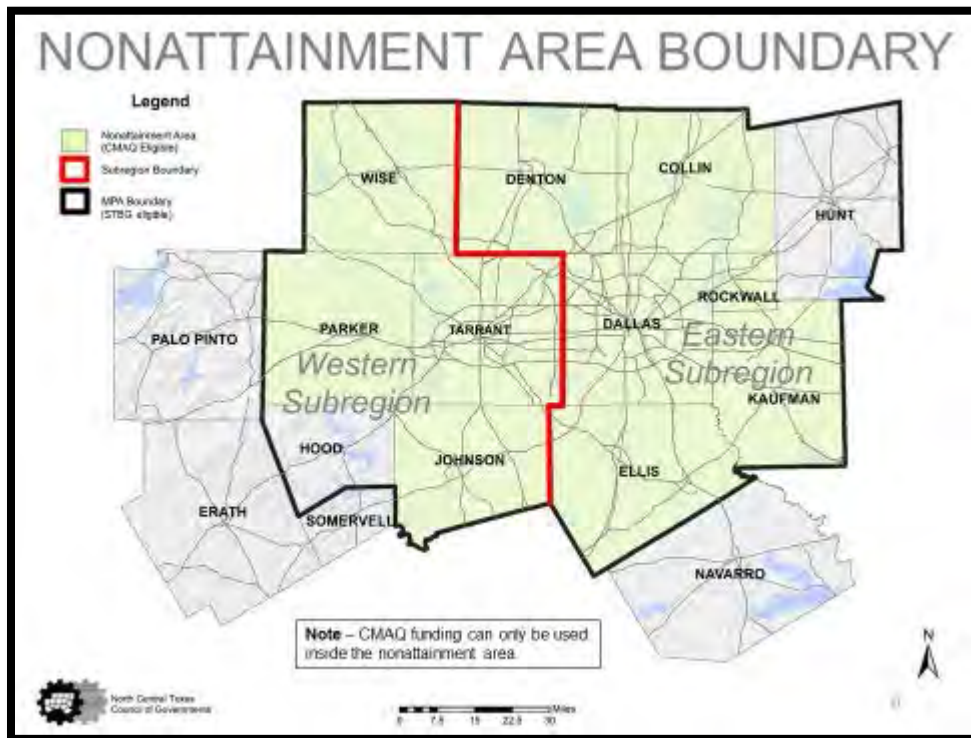 NONATTAINMENT AREA BOUNDARY
Legend
Nonattainment Area
(CMAQ Eligible)
Subregion Boundary
MPA Boundary
(STBG eligible)
WISE
DENTON
COLLIN
HUNT
PALO PINTO
PARKER
TARRANT
DALLAS
ROCKWALL
Western
Subregion
Eastern
Subregion
KAUFMAN
HOOD
JOHNSON
ELLIS
ERATH
SOMERVELL
NAVARRO
Note – CMAQ funding can only be used
inside the nonattainment area
N
North Central Texas
Council of Governments
Miles
0 7.5 15 22.5 30